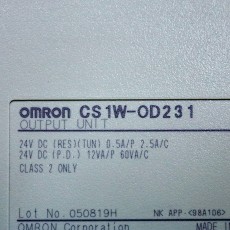 OMRON CS1W-OD231
OUTPUT UNIT
24V DC (RES)(TUN) 0.5A/P 2.5A/C
24V DC (P.D.) 12VA/P 60VA/C
CLASS 2 ONLY
Lot No. 050819H NK APP-<98A106>
OMRON Corporation MADE IN